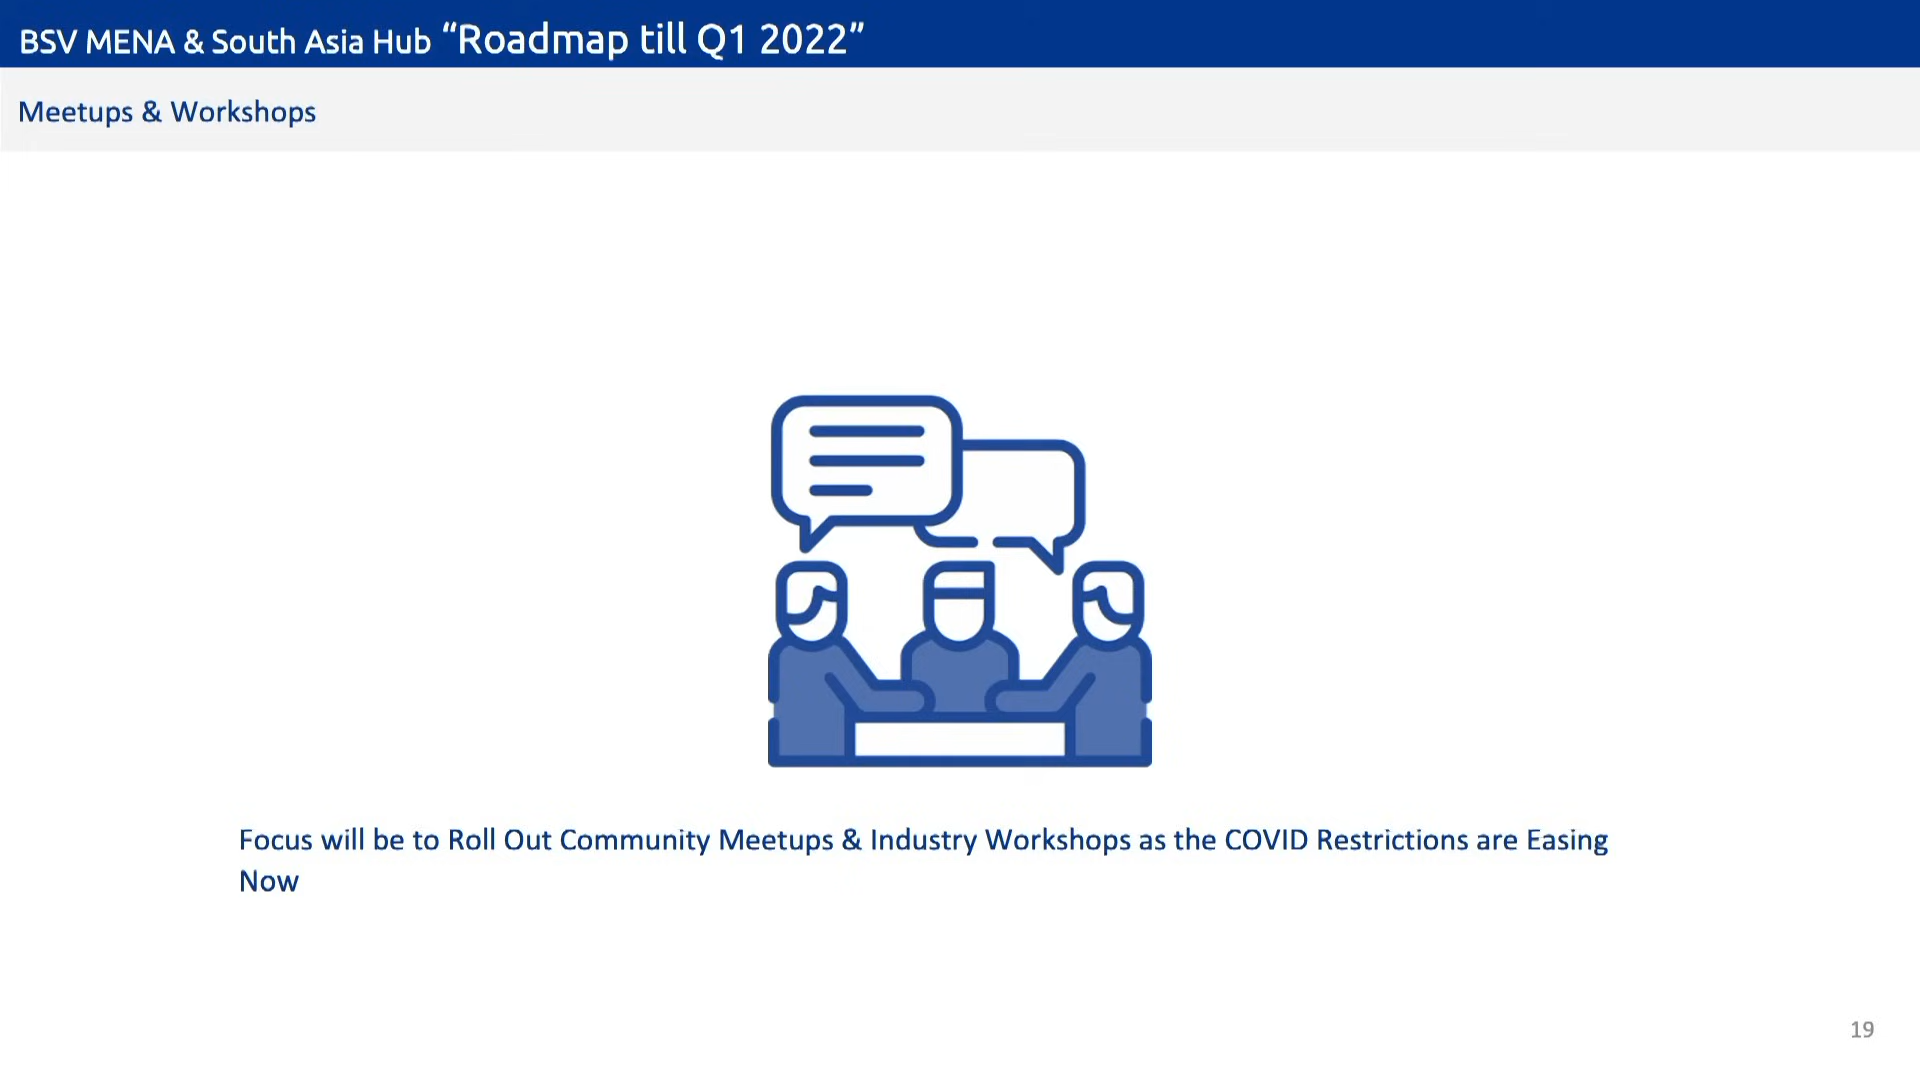 BSV MENA & South Asia Hub “Roadmap till Q1 2022”
Meetups & Workshops
Focus will be to Roll Out Community Meetups & Industry Workshops as the COVID Restrictions are Easing
Now
19